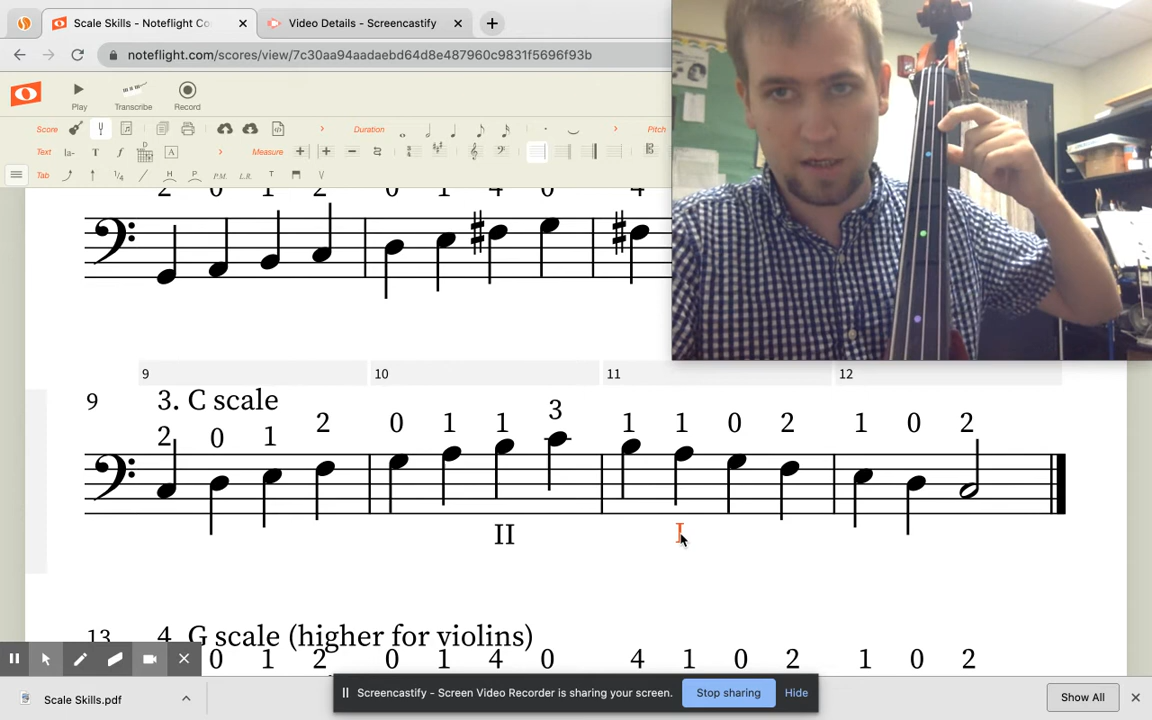 Scale Skills - Noteflight Co
Video Details - Screencastify
noteflight.com/scores/view/7c30aa94aadaebd64d8e487960c9831f5696f93b
Play Transcribe Record
Score Duration Pitch
Text la- T f D A Measure
Tab 1/4 H P P.M. L.R. T V
2 0 1 2 0 1 4 0 4
9 10 11 12
9 3. C scale
2 0 1 2 0 1 1 3 1 1 0 2 1 0 2
II I
13 4. G scale (higher for violins)
0 1 2 0 1 4 0 4 1 0 2 1 0 2
Screencastify - Screen Video Recorder is sharing your screen. Stop sharing Hide
Scale Skills.pdf Show All